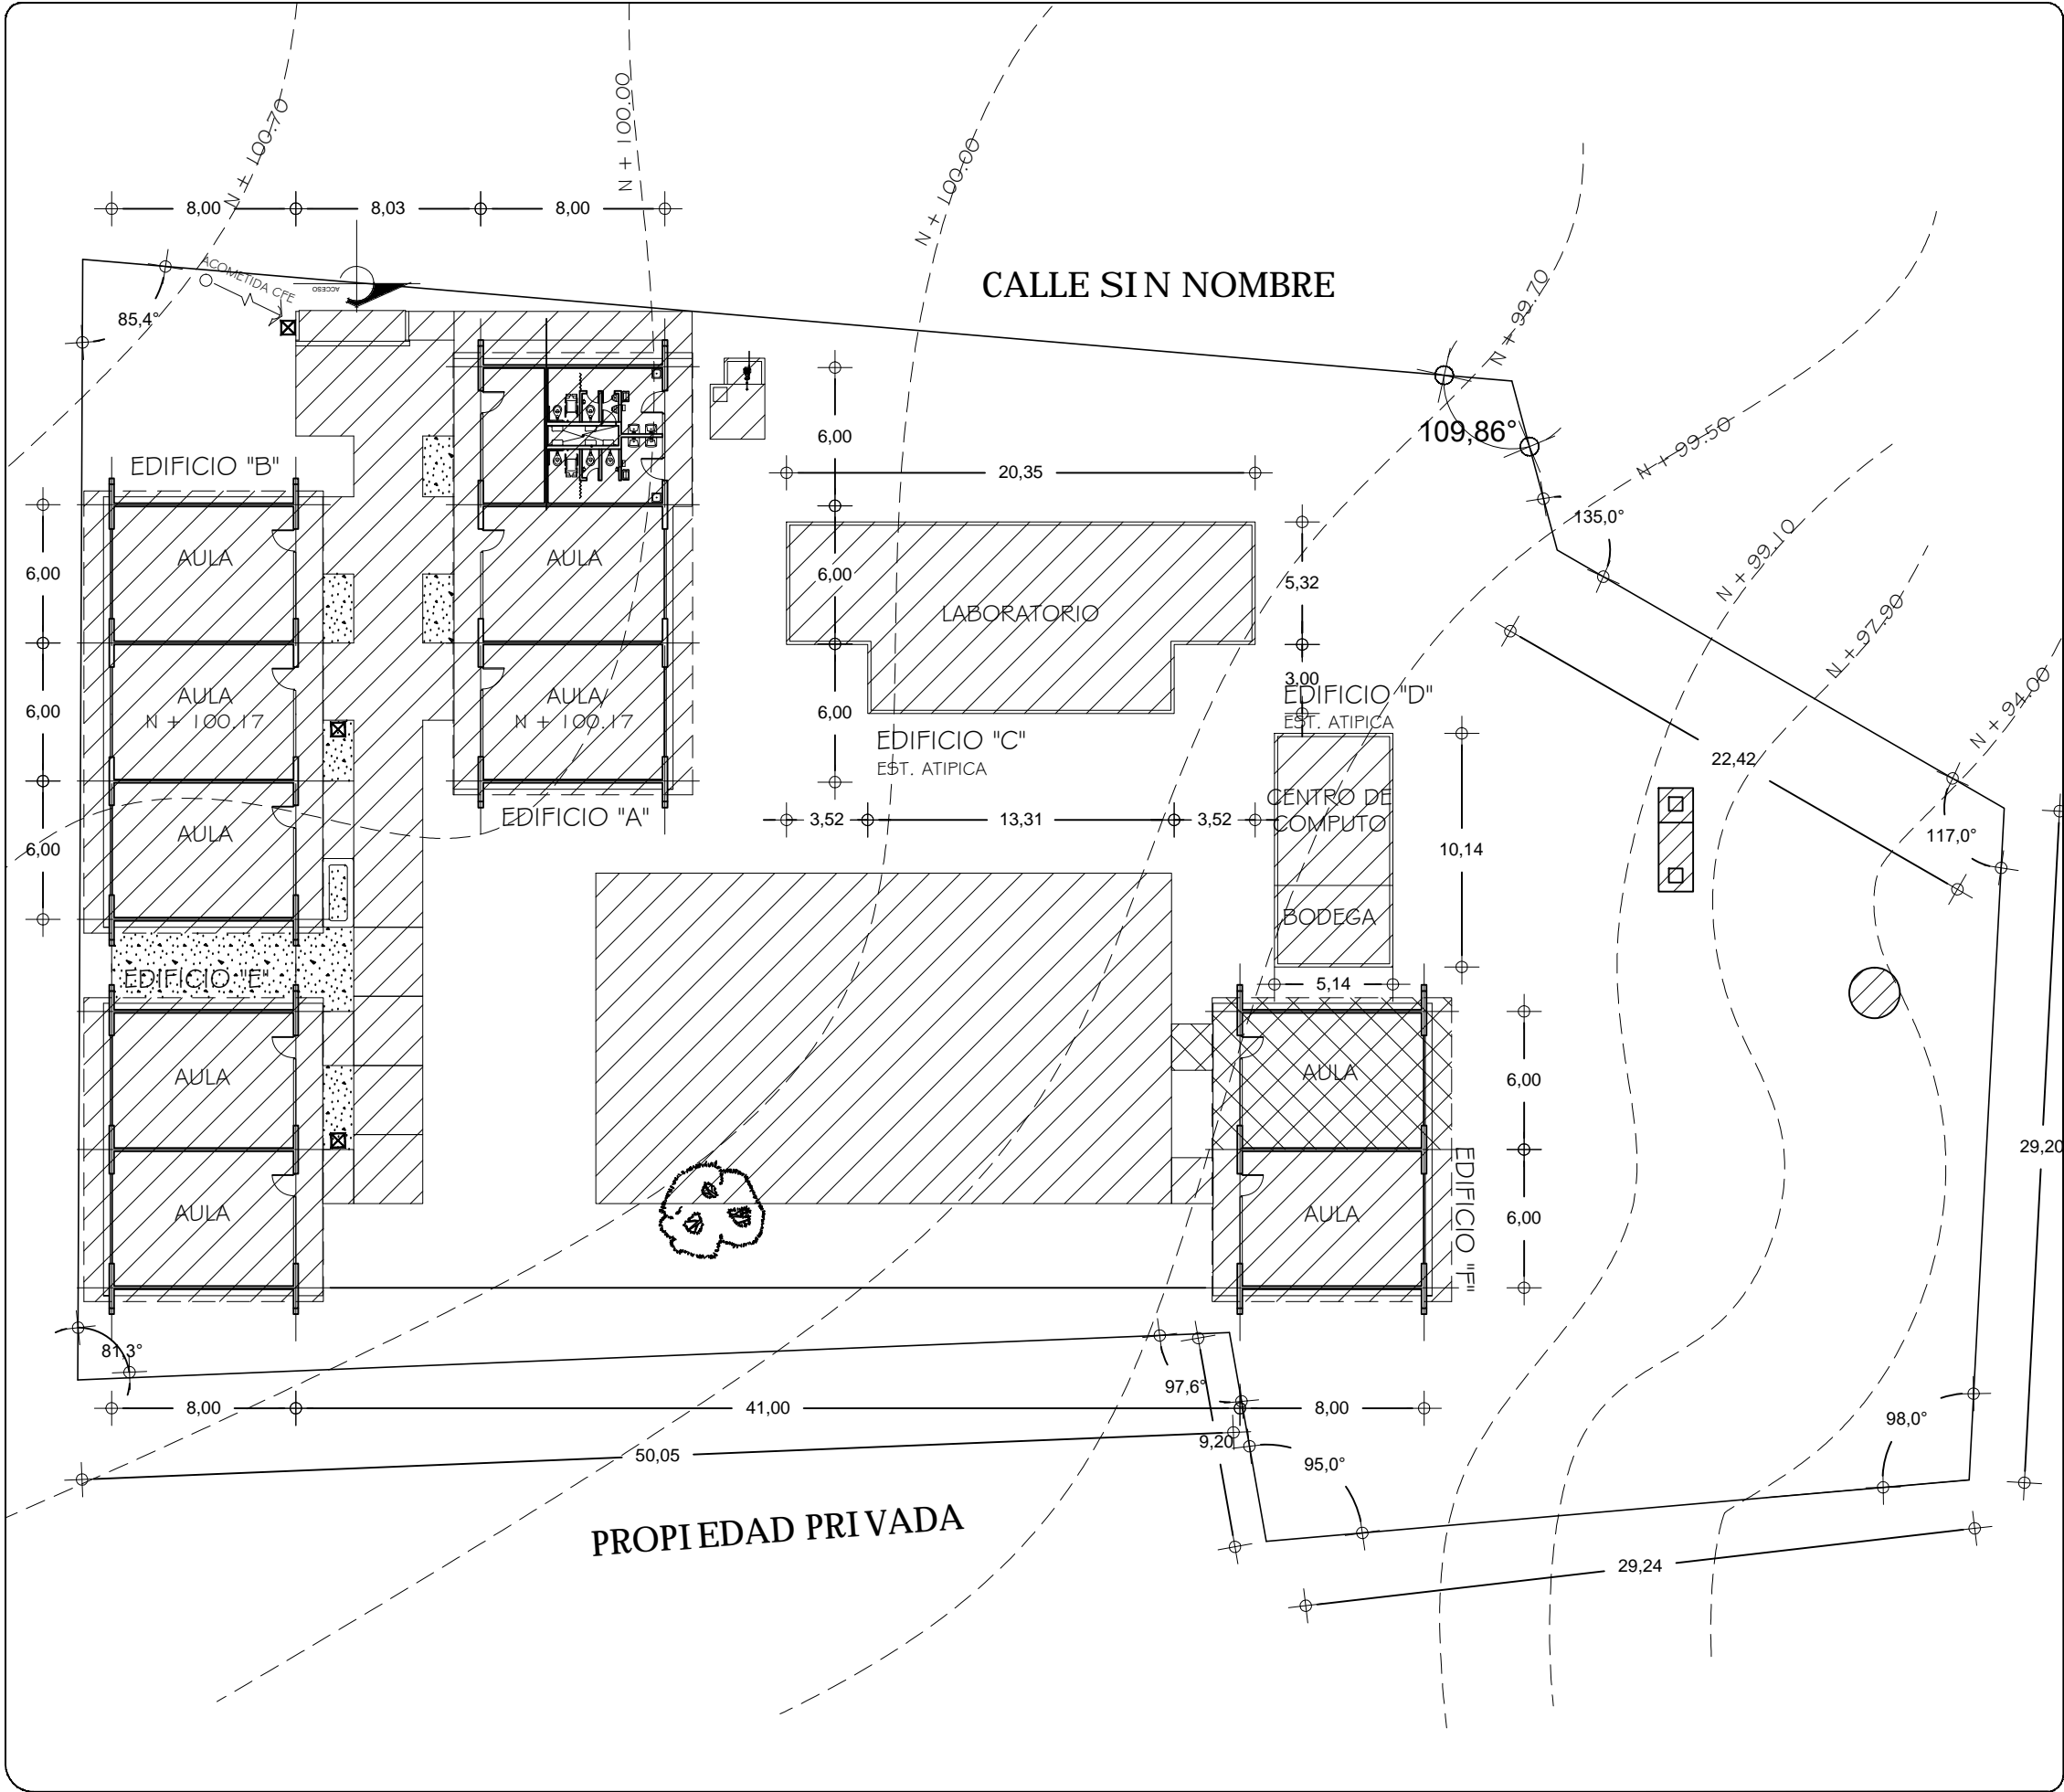 N + 100.70
N + 100.00
N + 100.00
8,00
8,03
8,00
CALLE SIN NOMBRE
ACOMETIDA CFE
ACCESO
85,4°
N + 99.70
109,86°
N + 99.50
135,0°
N + 99.10
N + 97.90
N + 94.00
EDIFICIO "B"
6,00
20,35
6,00
AULA
AULA
6,00
5,32
LABORATORIO
3,00
6,00
AULA
N + 100.17
AULA
N + 100.17
6,00
EDIFICIO "D"
EST. ATIPICA
EDIFICIO "C"
EST. ATIPICA
22,42
6,00
AULA
EDIFICIO "A"
3,52
13,31
3,52
CENTRO DE
COMPUTO
10,14
117,0°
BODEGA
EDIFICIO "E"
5,14
AULA
AULA
6,00
29,20
AULA
AULA
6,00
EDIFICIO "F"
81,3°
97,6°
8,00
41,00
8,00
98,0°
50,05
9,20
95,0°
PROPIEDAD PRIVADA
29,24